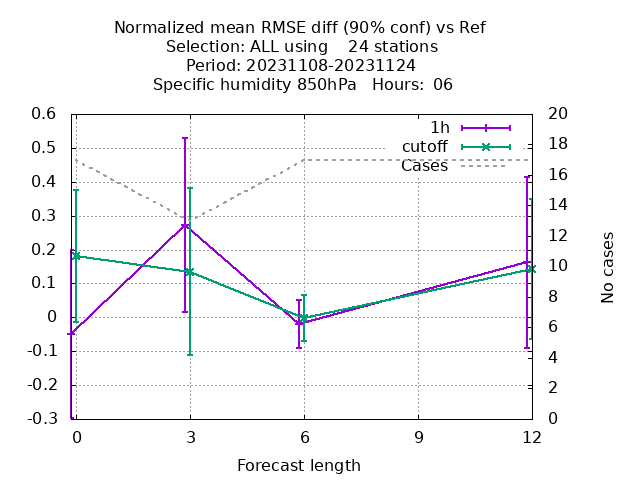 Normalized mean RMSE diff (90% conf) vs Ref
Selection: ALL using    24 stations
Period: 20231108-20231124
Specific humidity 850hPa   Hours:  06
0.6
0.5
0.4
0.3
0.2
0.1
0
-0.1
-0.2
-0.3
20
18
16
14
12
10
8
6
4
2
0
1h
cutoff
Cases
No cases
0 3 6 9 12
Forecast length